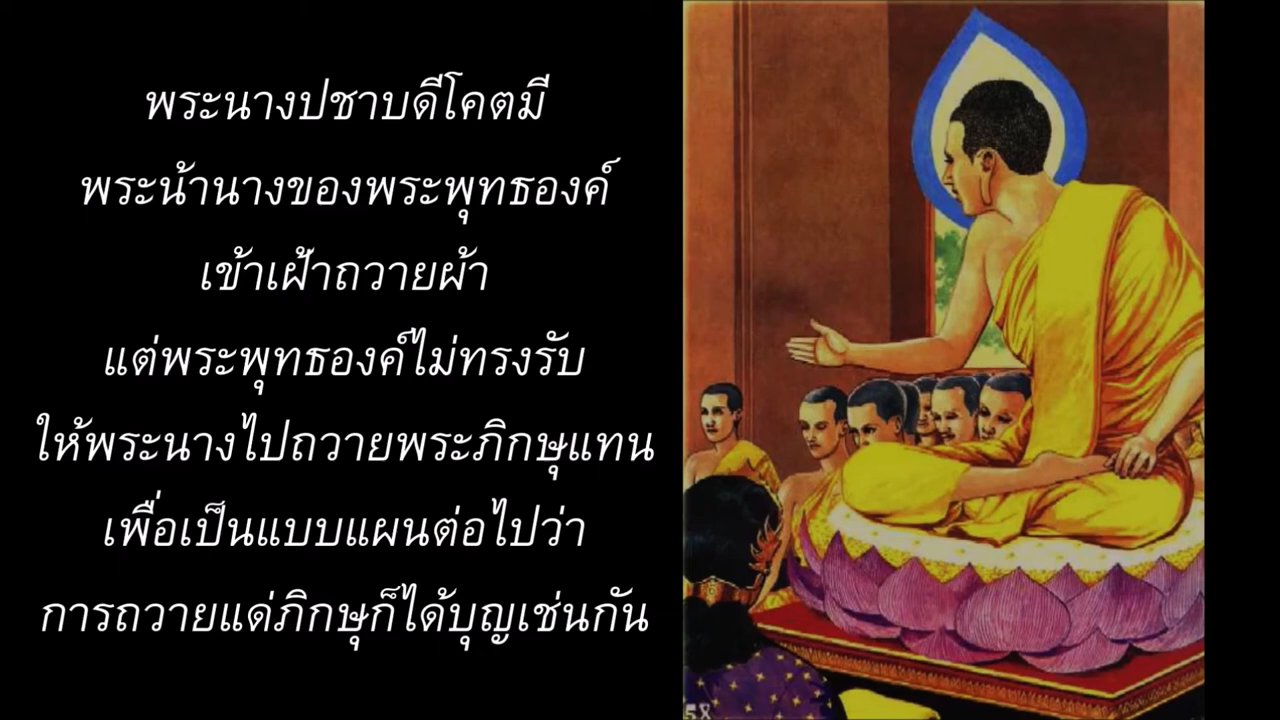 พระนางปชาบดีโคตมี
พระน้านางของพระพุทธองค์
เข้าเฝ้าถวายผ้า
แต่พระพุทธองค์ไม่ทรงรับ
ให้พระนางไปถวายพระภิกษุแทน
เพื่อเป็นแบบแผนต่อไปว่า
การถวายแด่ภิกษุก็ได้บุญเช่นกัน
58